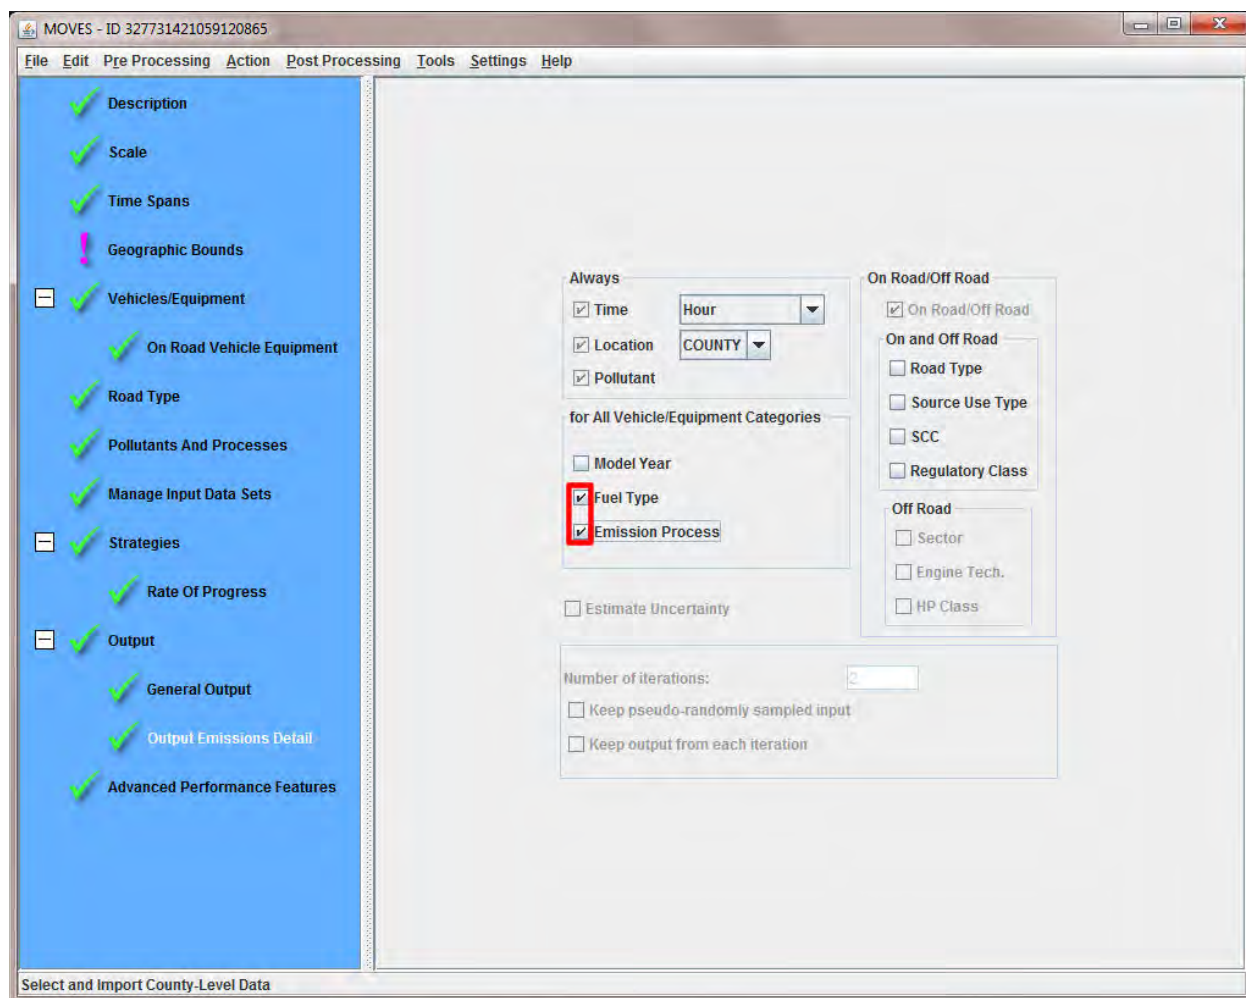 MOVES - ID 327731421059120865
File Edit Pre Processing Action Post Processing Tools Settings Help
Description
Scale
Time Spans
Geographic Bounds
Vehicles/Equipment
On Road Vehicle Equipment
Road Type
Pollutants And Processes
Manage Input Data Sets
Strategies
Rate Of Progress
Output
General Output
Output Emissions Detail
Advanced Performance Features
Always
Time Hour
Location COUNTY
Pollutant
for All Vehicle/Equipment Categories
Model Year
Fuel Type
Emission Process
Estimate Uncertainty
On Road/Off Road
On Road/Off Road
On and Off Road
Road Type
Source Use Type
SCC
Regulatory Class
Off Road
Sector
Engine Tech.
HP Class
Number of iterations: 2
Keep pseudo-randomly sampled input
Keep output from each iteration
Select and Import County-Level Data